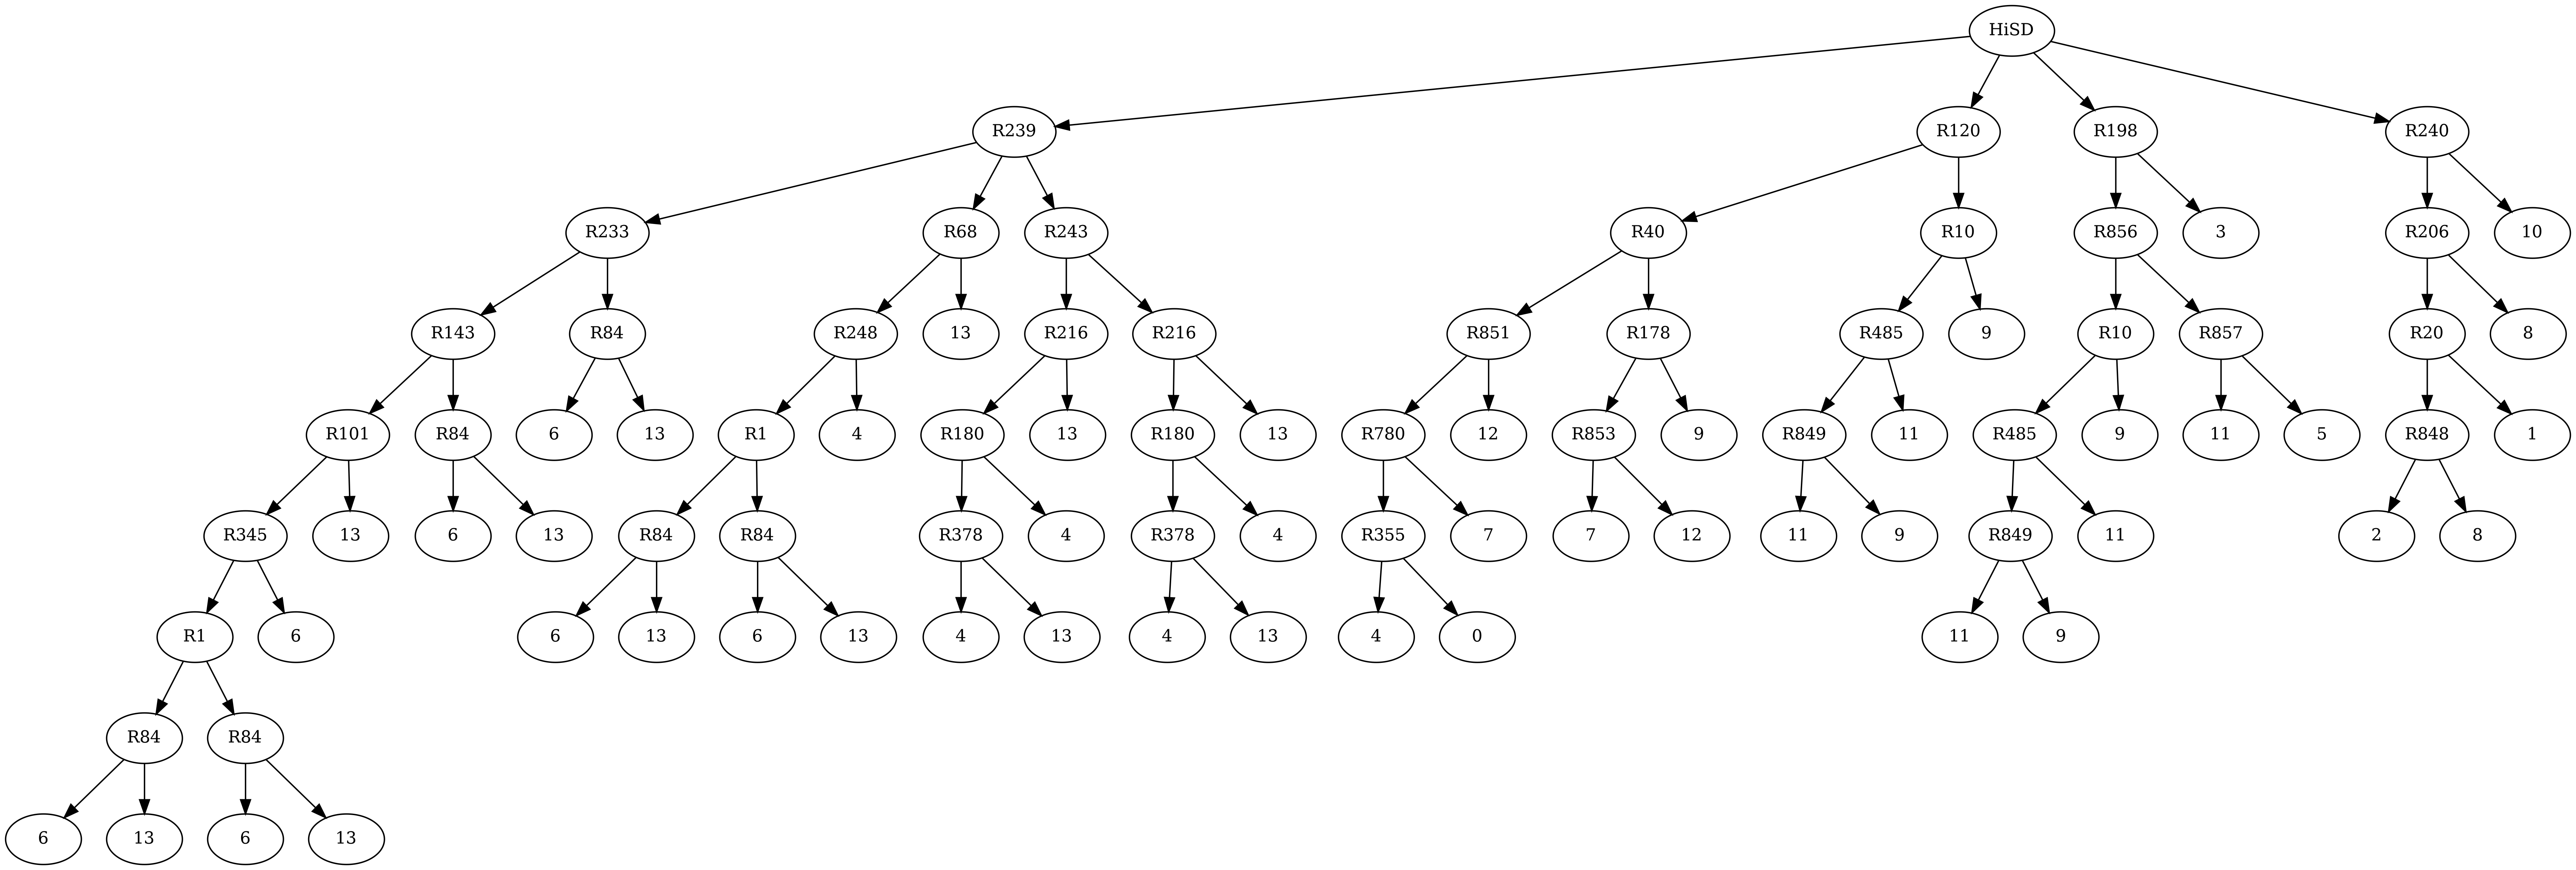 HiSD
R239 R120 R198 R240
R233 R68 R243 R40 R10 R856 3 R206 10
R143 R84 R248 13 R216 R216 R851 R178 R485 9 R10 R857 R20 8
R101 R84 6 13 R1 4 R180 13 R180 13 R780 12 R853 9 R849 11 R485 9 11 5 R848 1
R345 13 6 13 R84 R84 R378 4 R378 4 R355 7 7 12 11 9 R849 11 2 8
R1 6 6 13 6 13 4 13 4 13 4 0 11 9
R84 R84
6 13 6 13